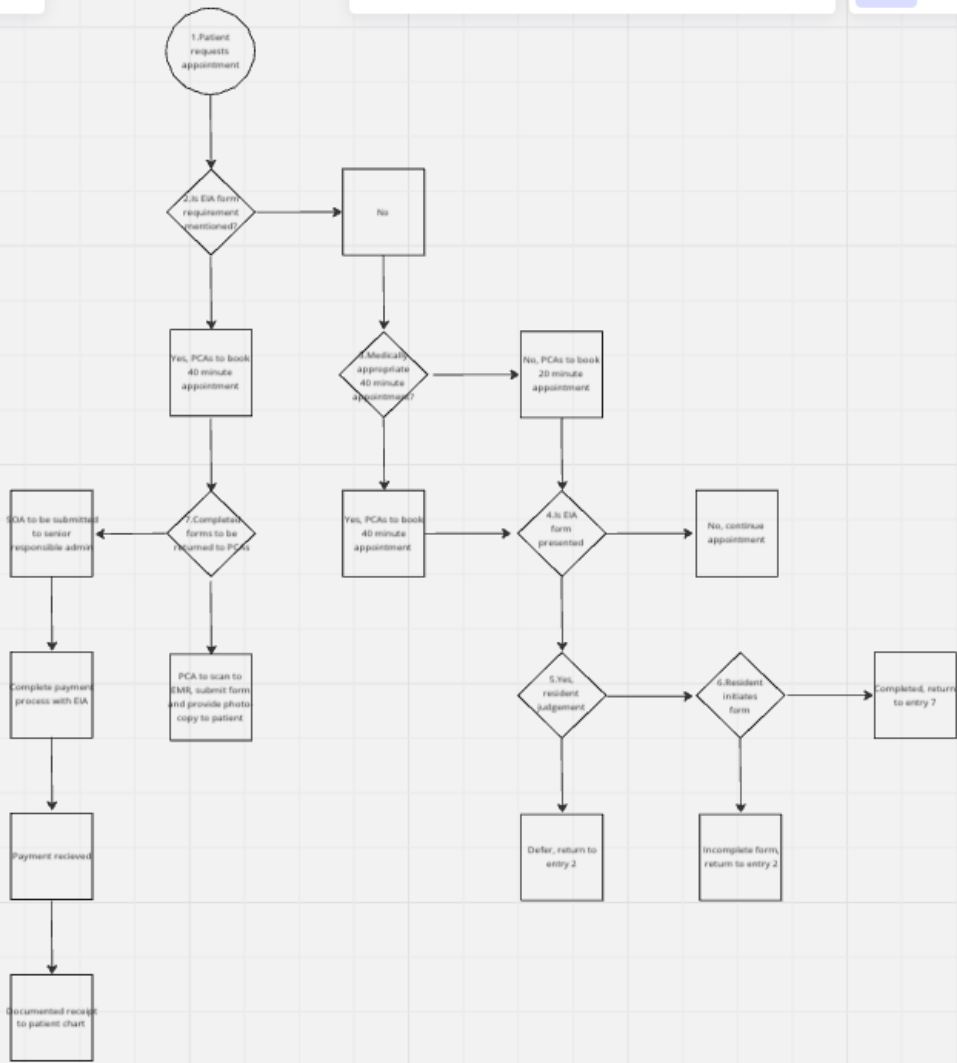 1.Patient
requests
appointment
2.Is EIA form
requirement
mentioned?
No
Yes, PCAs to book
40 minute
appointment
3.Medically
appropriate
40 minute
appointment?
No, PCAs to book
20 minute
appointment
SOA to be submitted
to senior
responsible admin
7.Completed
forms to be
returned to PCAs
Yes, PCAs to book
40 minute
appointment
4.Is EIA
form
presented
No, continue
appointment
Complete payment
process with EIA
PCA to scan to
EMR, submit form
and provide photo
copy to patient
5.Yes,
resident
judgement
6.Resident
initiates
form
Completed, return
to entry 7
Payment recieved
Defer, return to
entry 2
Incomplete form,
return to entry 2
Documented receipt
to patient chart